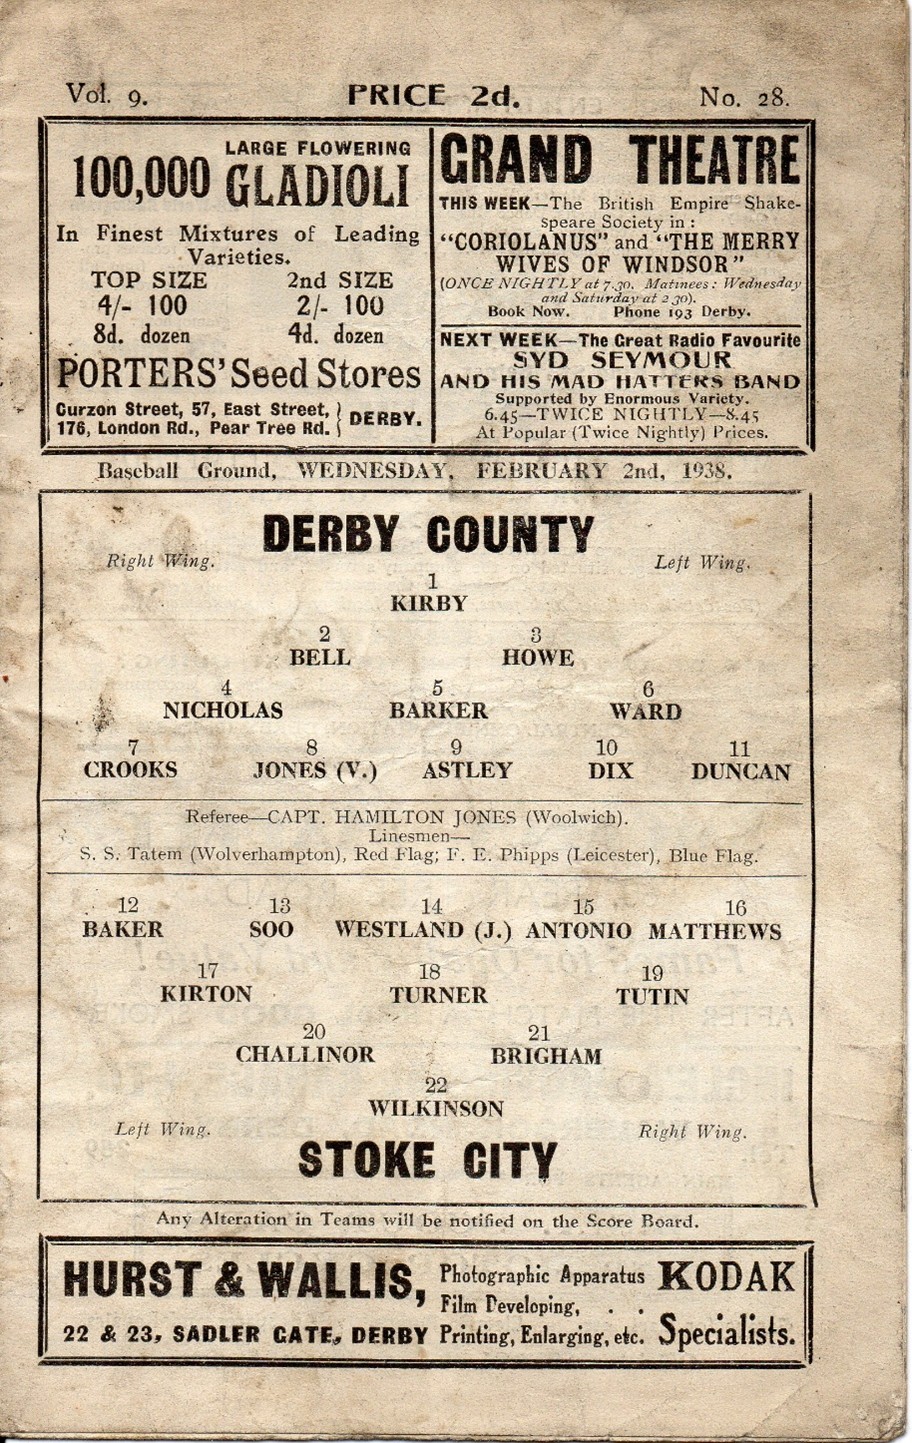 Vol. 9. PRICE 2d. No. 28.
LARGE FLOWERING
100,000 GLADIOLI
In Finest Mixtures of Leading
Varieties.
TOP SIZE 2nd SIZE
4/- 100 2/- 100
8d. dozen 4d. dozen
PORTERS' Seed Stores
Curzon Street, 57, East Street,
176, London Rd., Pear Tree Rd. DERBY.
GRAND THEATRE
THIS WEEK—The British Empire Shake-
speare Society in :
"CORIOLANUS" and "THE MERRY
WIVES OF WINDSOR"
(ONCE NIGHTLY at 7.30. Matinees: Wednesday
and Saturday at 2.30).
Book Now. Phone 193 Derby.
NEXT WEEK—The Great Radio Favourite
SYD SEYMOUR
AND HIS MAD HATTERS BAND
Supported by Enormous Variety.
6.45—TWICE NIGHTLY—8.45
At Popular (Twice Nightly) Prices.
Baseball Ground, WEDNESDAY, FEBRUARY 2nd, 1938.
DERBY COUNTY
Right Wing. Left Wing.
1
KIRBY
2 3
BELL HOWE
4 5 6
NICHOLAS BARKER WARD
7 8 9 10 11
CROOKS JONES (V.) ASTLEY DIX DUNCAN
Referee—CAPT. HAMILTON JONES (Woolwich).
Linesmen—
S. S. Tatem (Wolverhampton), Red Flag; F. E. Phipps (Leicester), Blue Flag.
12 13 14 15 16
BAKER SOO WESTLAND (J.) ANTONIO MATTHEWS
17 18 19
KIRTON TURNER TUTIN
20 21
CHALLINOR BRIGHAM
22
WILKINSON
Left Wing. Right Wing.
STOKE CITY
Any Alteration in Teams will be notified on the Score Board.
HURST & WALLIS,
22 & 23, SADLER GATE, DERBY
Photographic Apparatus
Film Developing, . .
Printing, Enlarging, etc.
KODAK
Specialists.